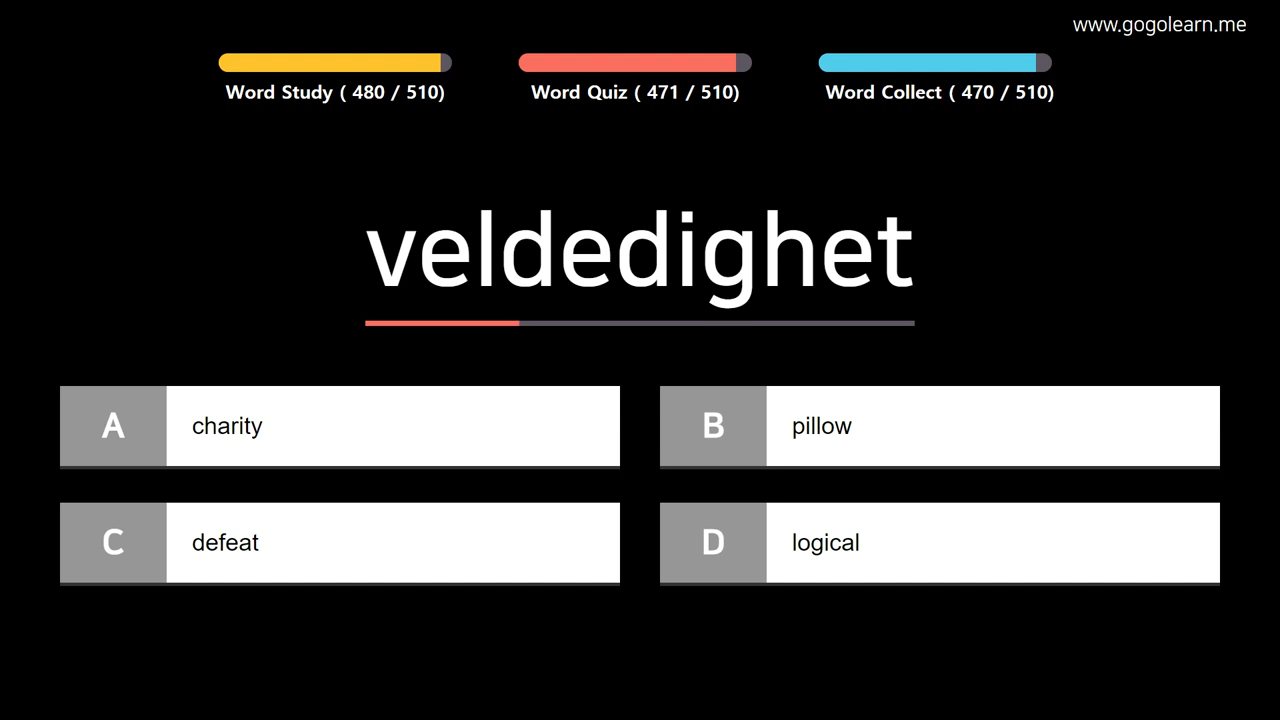 www.gogolearn.me
Word Study ( 480 / 510)
Word Quiz ( 471 / 510)
Word Collect ( 470 / 510)
veldedighet
A charity
B pillow
C defeat
D logical